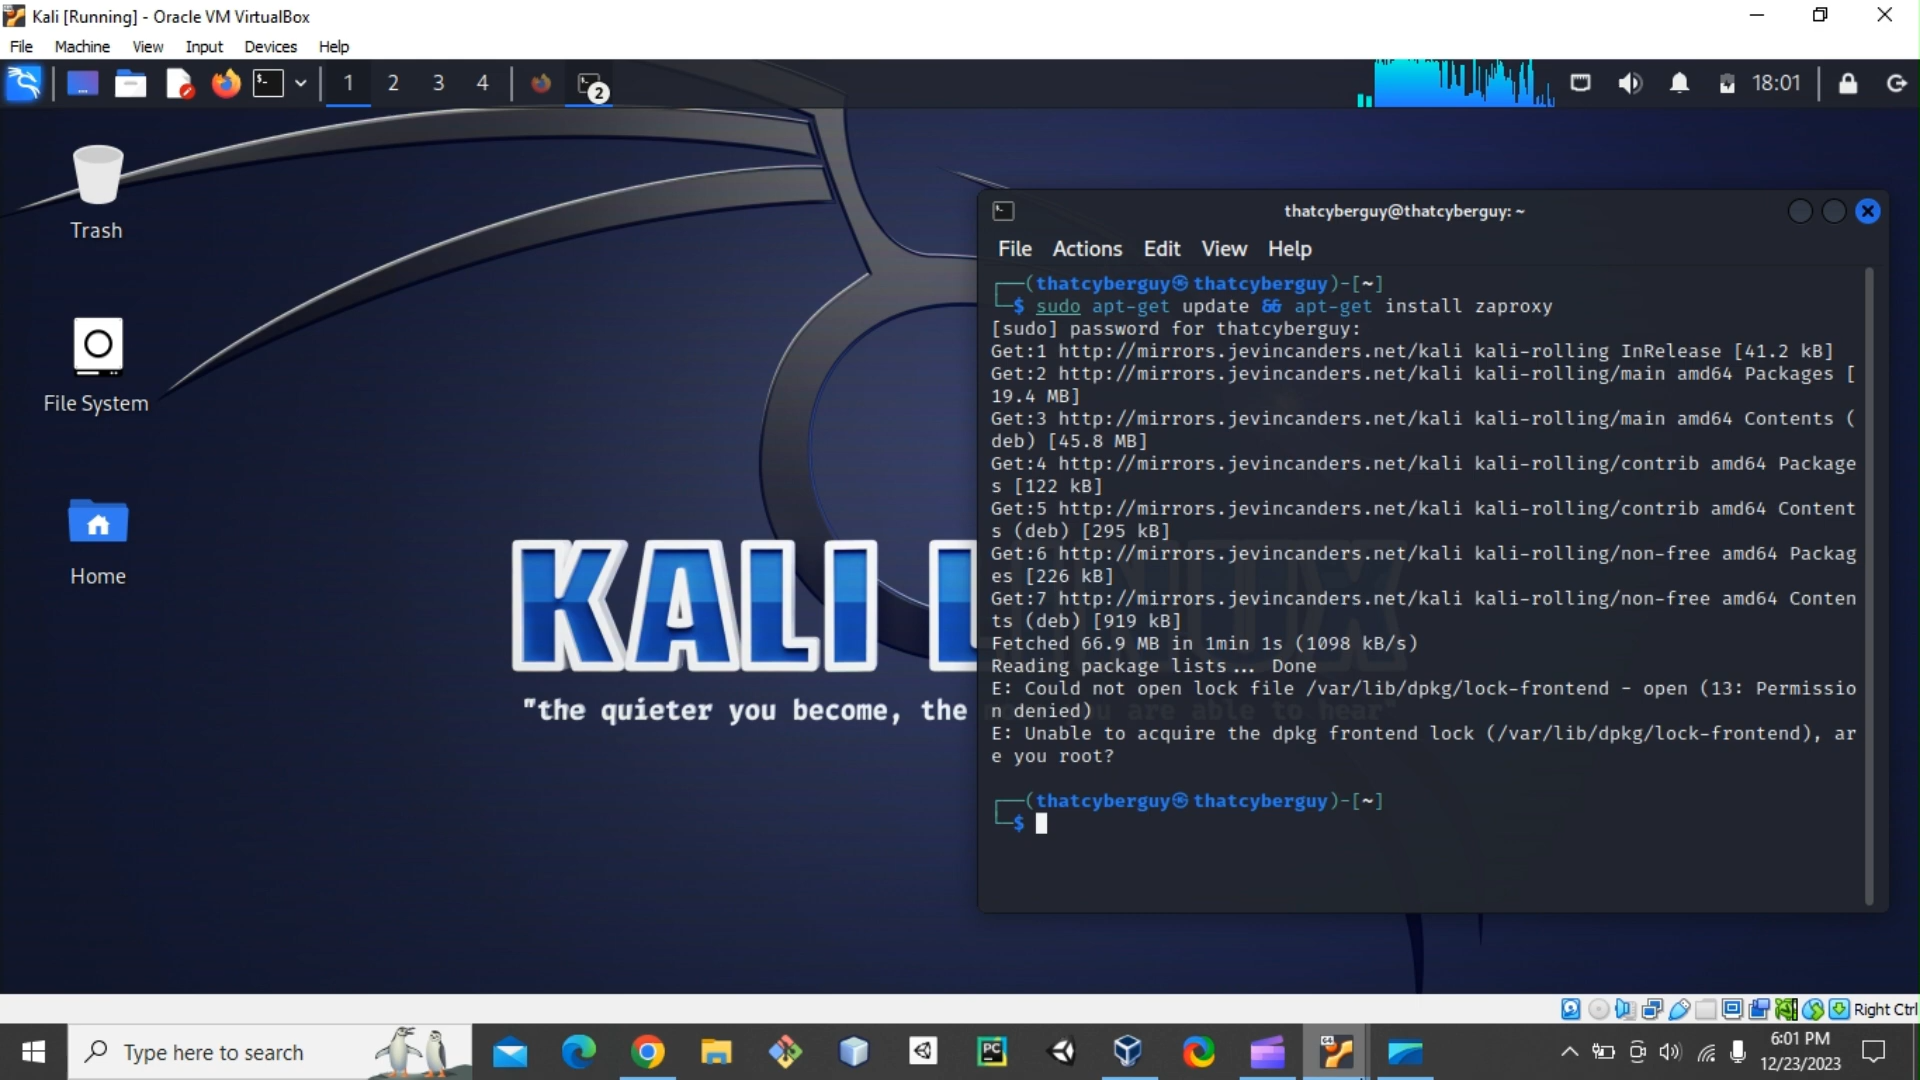 Kali [Running] - Oracle VM VirtualBox
File Machine View Input Devices Help
1 2 3 4 2 18:01
Trash
File System
Home
KALI L
"the quieter you become, the
thatcyberguy@thatcyberguy: ~
File Actions Edit View Help
┌──(thatcyberguy㉿thatcyberguy)-[~]
└─$ sudo apt-get update && apt-get install zaproxy
[sudo] password for thatcyberguy:
Get:1 http://mirrors.jevincanders.net/kali kali-rolling InRelease [41.2 kB]
Get:2 http://mirrors.jevincanders.net/kali kali-rolling/main amd64 Packages [
19.4 MB]
Get:3 http://mirrors.jevincanders.net/kali kali-rolling/main amd64 Contents (
deb) [45.8 MB]
Get:4 http://mirrors.jevincanders.net/kali kali-rolling/contrib amd64 Package
s [122 kB]
Get:5 http://mirrors.jevincanders.net/kali kali-rolling/contrib amd64 Content
s (deb) [295 kB]
Get:6 http://mirrors.jevincanders.net/kali kali-rolling/non-free amd64 Packag
es [226 kB]
Get:7 http://mirrors.jevincanders.net/kali kali-rolling/non-free amd64 Conten
ts (deb) [919 kB]
Fetched 66.9 MB in 1min 1s (1098 kB/s)
Reading package lists... Done
E: Could not open lock file /var/lib/dpkg/lock-frontend - open (13: Permissio
n denied)
E: Unable to acquire the dpkg frontend lock (/var/lib/dpkg/lock-frontend), ar
e you root?
┌──(thatcyberguy㉿thatcyberguy)-[~]
└─$
Right Ctrl
Type here to search
PC
64
6:01 PM
12/23/2023